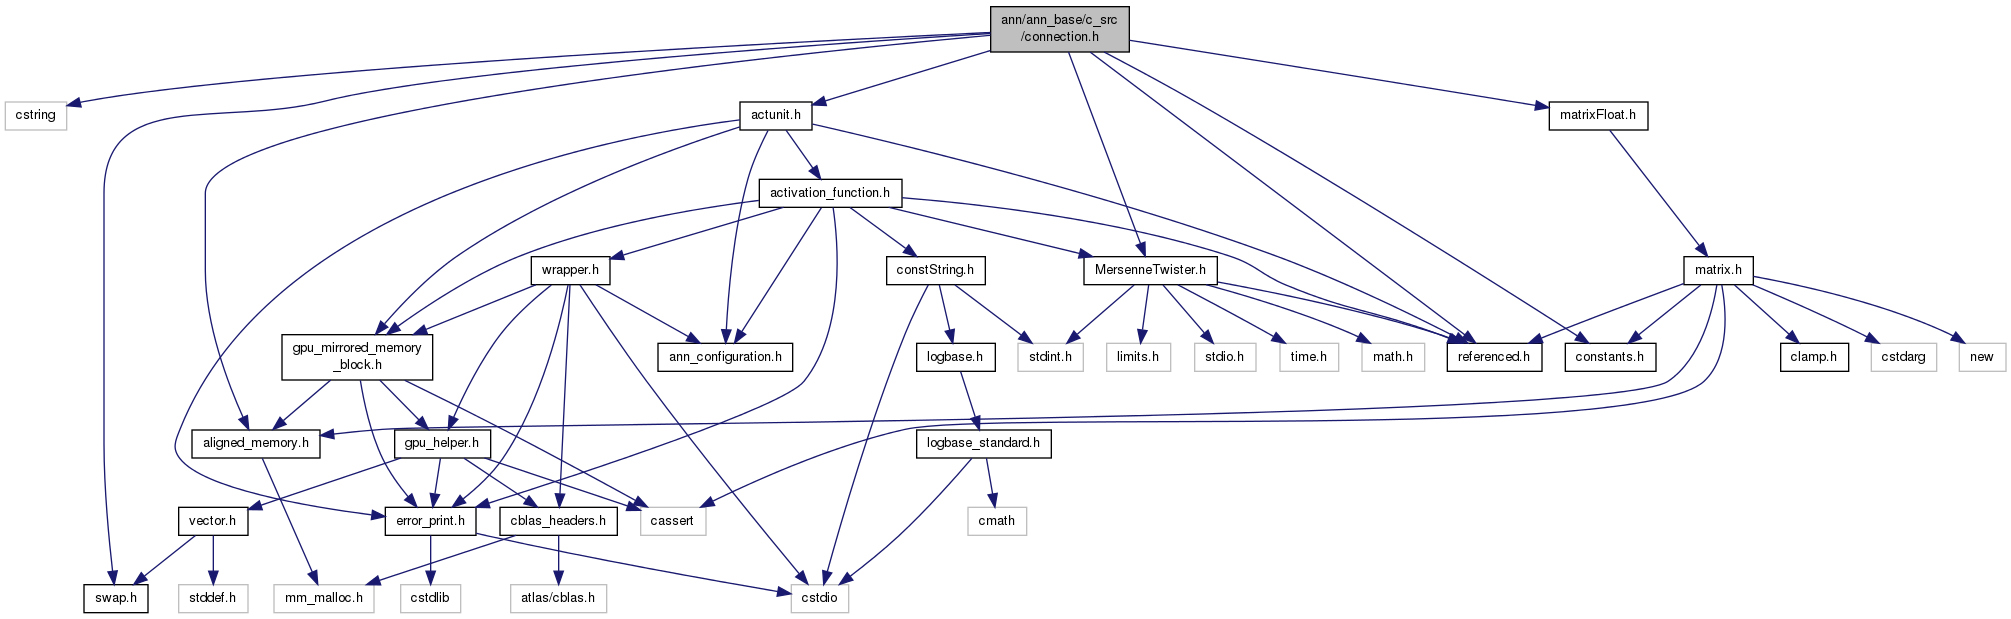 ann/ann_base/c_src
/connection.h
cstring
actunit.h
matrixFloat.h
activation_function.h
wrapper.h
constString.h
MersenneTwister.h
matrix.h
gpu_mirrored_memory
_block.h
ann_configuration.h
logbase.h
stdint.h
limits.h
stdio.h
time.h
math.h
referenced.h
constants.h
clamp.h
cstdarg
new
aligned_memory.h
gpu_helper.h
logbase_standard.h
vector.h
error_print.h
cblas_headers.h
cassert
cmath
swap.h
stddef.h
mm_malloc.h
cstdlib
atlas/cblas.h
cstdio